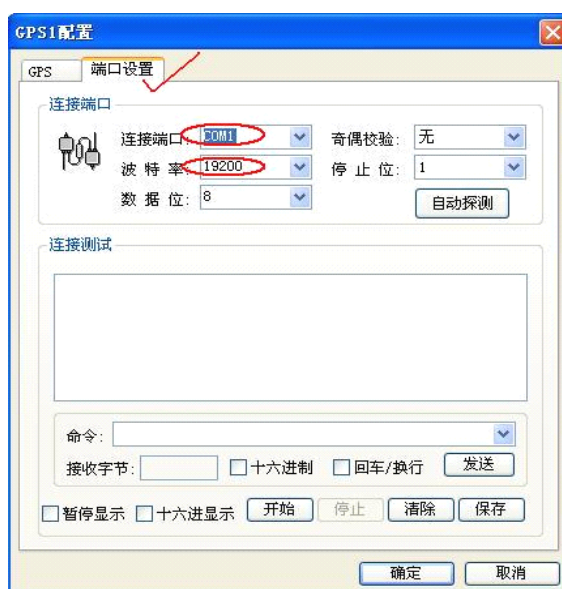 GPS1配置
GPS 端口设置
连接端口
连接端口: COM1 奇偶校验: 无
波特率: 19200 停止位: 1
数据位: 8 自动探测
连接测试
命令:
接收字节: 十六进制 回车/换行 发送
暂停显示 十六进显示 开始 停止 清除 保存
确定 取消